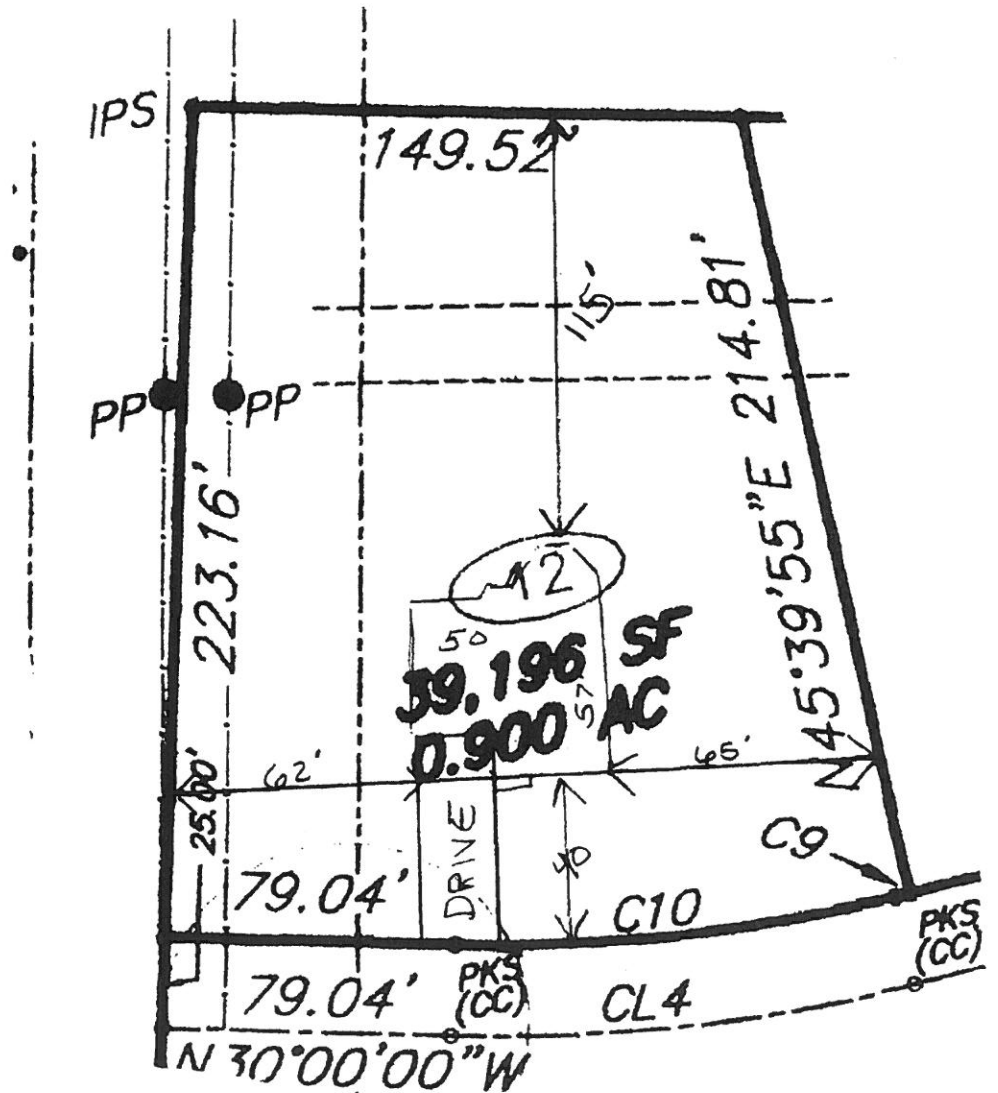 IPS
149.52'
115'
PP
PP
223.16'
N 45°39'55"E 214.81'
12
50
57
39,196 SF
0.900 AC
62'
65'
25.00'
DRIVE
40
C9
79.04'
C10
PKS
(CC)
PKS
(CC)
79.04'
CL4
N 30°00'00"W